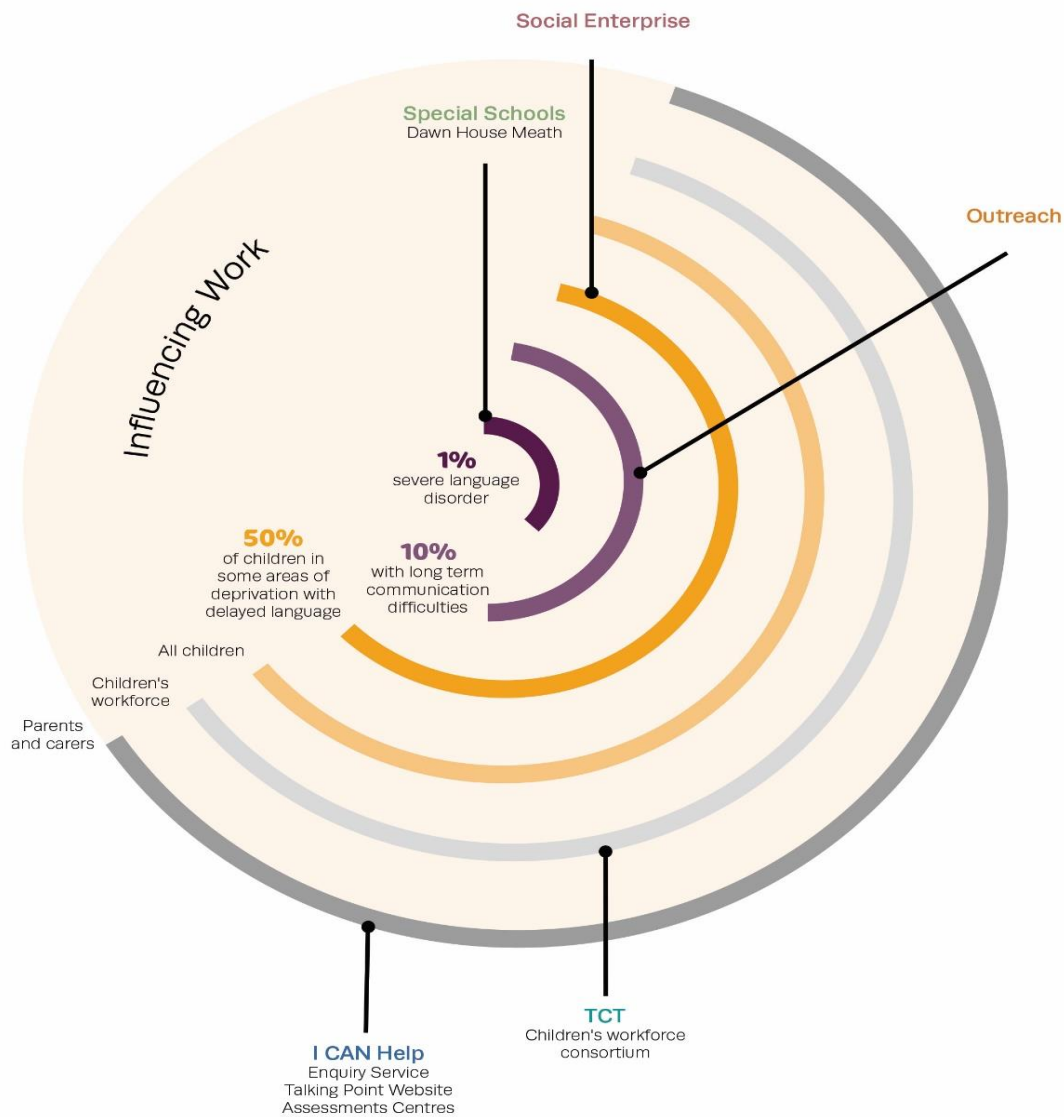 Social Enterprise
Special Schools
Dawn House Meath
Outreach
Influencing Work
1%
severe language
disorder
50%
of children in
some areas of
deprivation with
delayed language
10%
with long term
communication
difficulties
All children
Children's
workforce
Parents
and carers
TCT
Children's workforce
consortium
I CAN Help
Enquiry Service
Talking Point Website
Assessments Centres